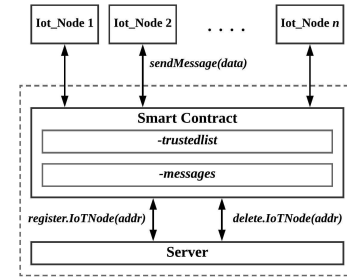 Iot_Node 1
Iot_Node 2
. . . .
Iot_Node n
sendMessage(data)
Smart Contract
-trustedlist
-messages
register.IoTNode(addr)
delete.IoTNode(addr)
Server